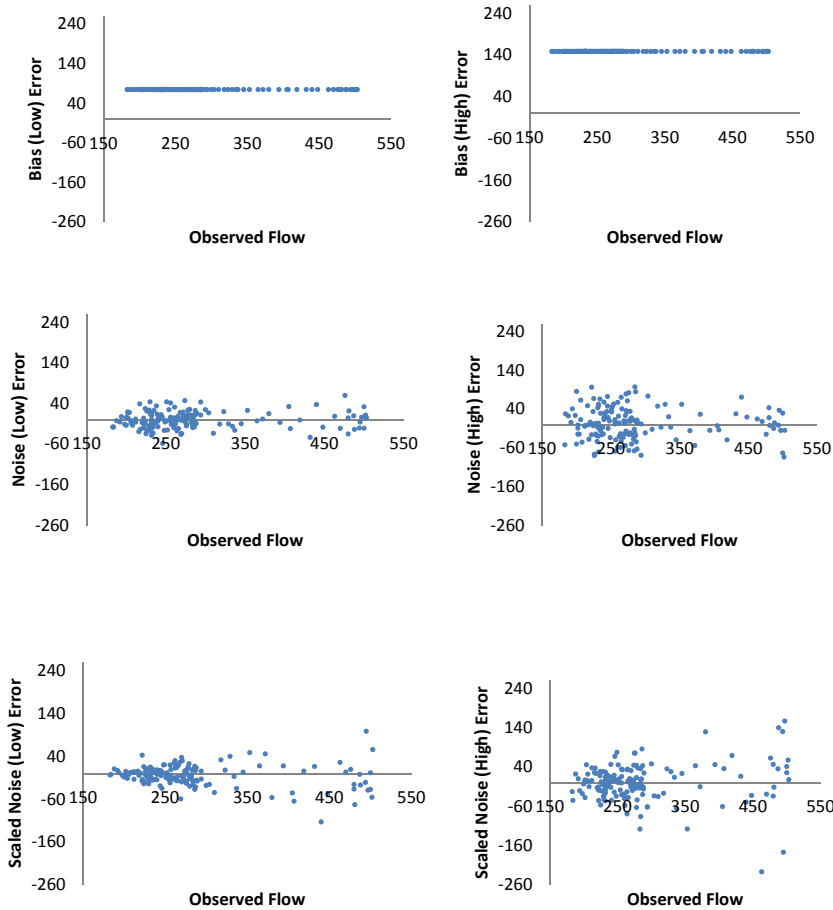 240
140
40
-60
-160
-260
150 250 350 450 550
Bias (Low) Error
Observed Flow
240
140
40
-60
-160
-260
150 250 350 450 550
Bias (High) Error
Observed Flow
240
140
40
-60
-160
-260
150 250 350 450 550
Noise (Low) Error
Observed Flow
240
140
40
-60
-160
-260
150 250 350 450 550
Noise (High) Error
Observed Flow
240
140
40
-60
-160
-260
150 250 350 450 550
Scaled Noise (Low) Error
Observed Flow
240
140
40
-60
-160
-260
150 250 350 450 550
Scaled Noise (High) Error
Observed Flow